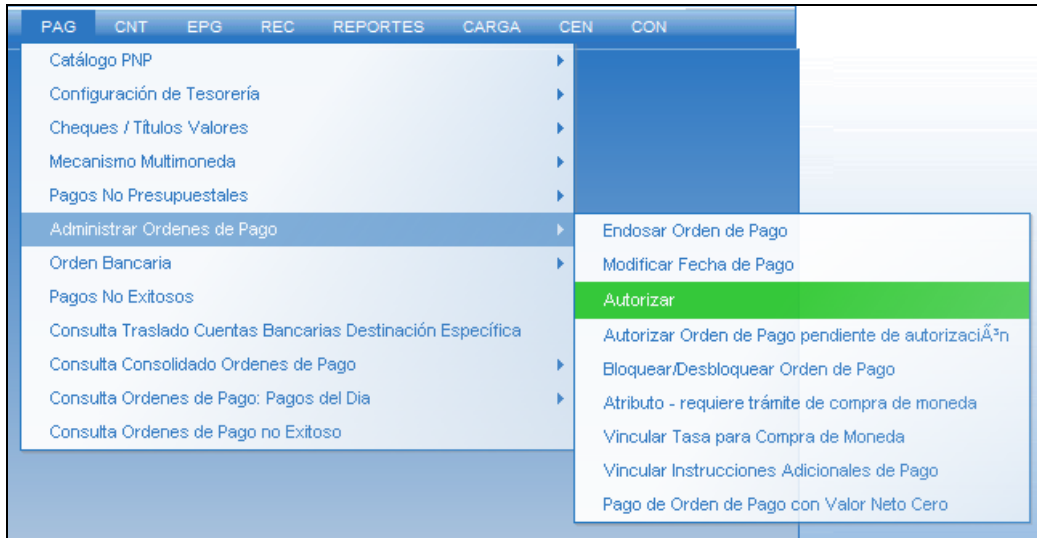 PAG CNT EPG REC REPORTES CARGA CEN CON
Catálogo PNP
Configuración de Tesorería
Cheques / Títulos Valores
Mecanismo Multimoneda
Pagos No Presupuestales
Administrar Ordenes de Pago
Orden Bancaria
Pagos No Exitosos
Consulta Traslado Cuentas Bancarias Destinación Específica
Consulta Consolidado Ordenes de Pago
Consulta Ordenes de Pago: Pagos del Dia
Consulta Ordenes de Pago no Exitoso
Endosar Orden de Pago
Modificar Fecha de Pago
Autorizar
Autorizar Orden de Pago pendiente de autorizaciÃ³n
Bloquear/Desbloquear Orden de Pago
Atributo - requiere trámite de compra de moneda
Vincular Tasa para Compra de Moneda
Vincular Instrucciones Adicionales de Pago
Pago de Orden de Pago con Valor Neto Cero